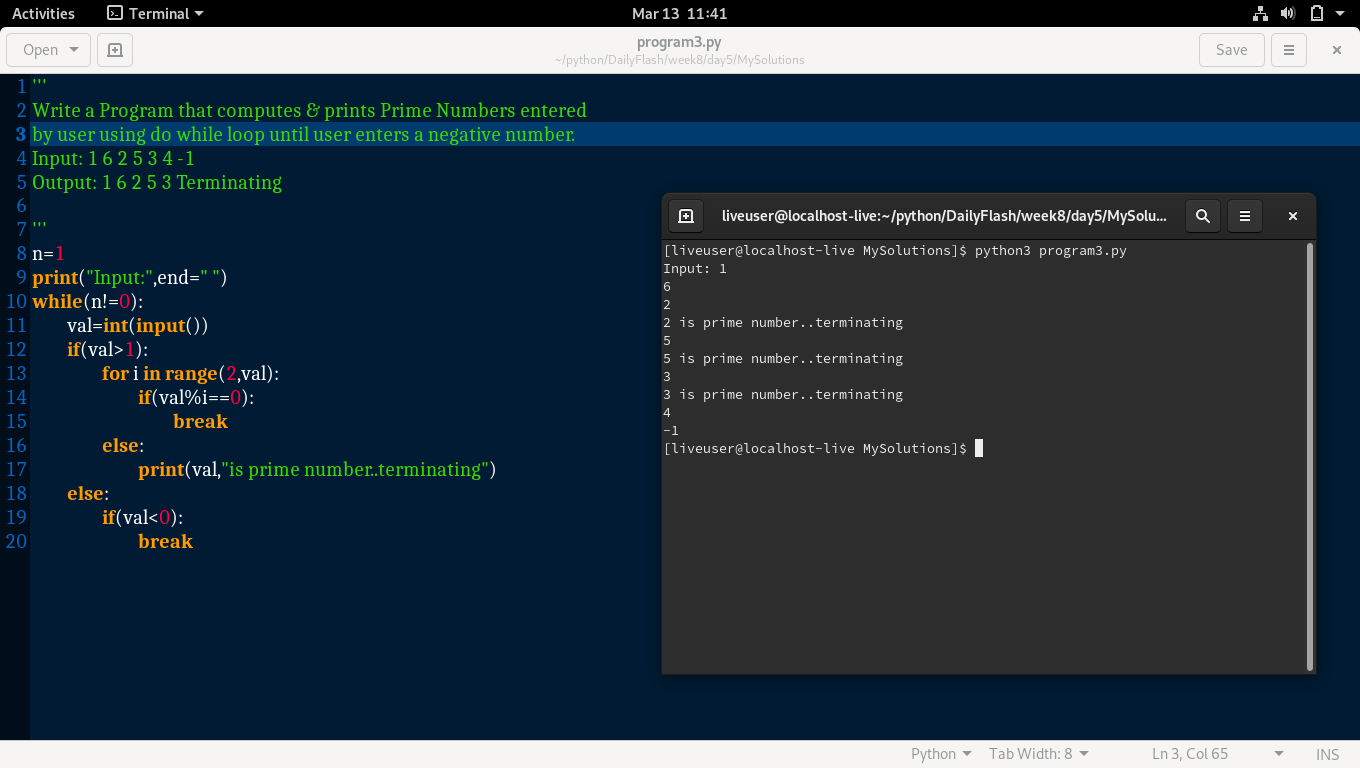 Activities Terminal Mar 13 11:41
Open program3.py Save
~/python/DailyFlash/week8/day5/MySolutions
1 '''
2 Write a Program that computes & prints Prime Numbers entered
3 by user using do while loop until user enters a negative number.
4 Input: 1 6 2 5 3 4 -1
5 Output: 1 6 2 5 3 Terminating
6
7 '''
8 n=1
9 print("Input:",end=" ")
10 while(n!=0):
11 val=int(input())
12 if(val>1):
13 for i in range(2,val):
14 if(val%i==0):
15 break
16 else:
17 print(val,"is prime number..terminating")
18 else:
19 if(val<0):
20 break
liveuser@localhost-live:~/python/DailyFlash/week8/day5/MySolu...
[liveuser@localhost-live MySolutions]$ python3 program3.py
Input: 1
6
2
2 is prime number..terminating
5
5 is prime number..terminating
3
3 is prime number..terminating
4
-1
[liveuser@localhost-live MySolutions]$
Python Tab Width: 8 Ln 3, Col 65 INS